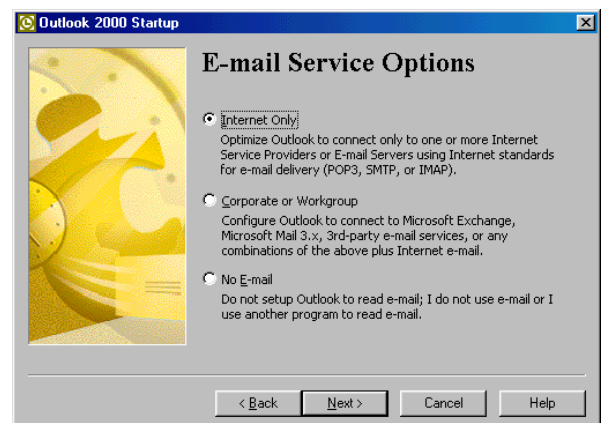 Outlook 2000 Startup
E-mail Service Options
Internet Only
Optimize Outlook to connect only to one or more Internet
Service Providers or E-mail Servers using Internet standards
for e-mail delivery (POP3, SMTP, or IMAP).
Corporate or Workgroup
Configure Outlook to connect to Microsoft Exchange,
Microsoft Mail 3.x, 3rd-party e-mail services, or any
combinations of the above plus Internet e-mail.
No E-mail
Do not setup Outlook to read e-mail; I do not use e-mail or I
use another program to read e-mail.
< Back Next > Cancel Help